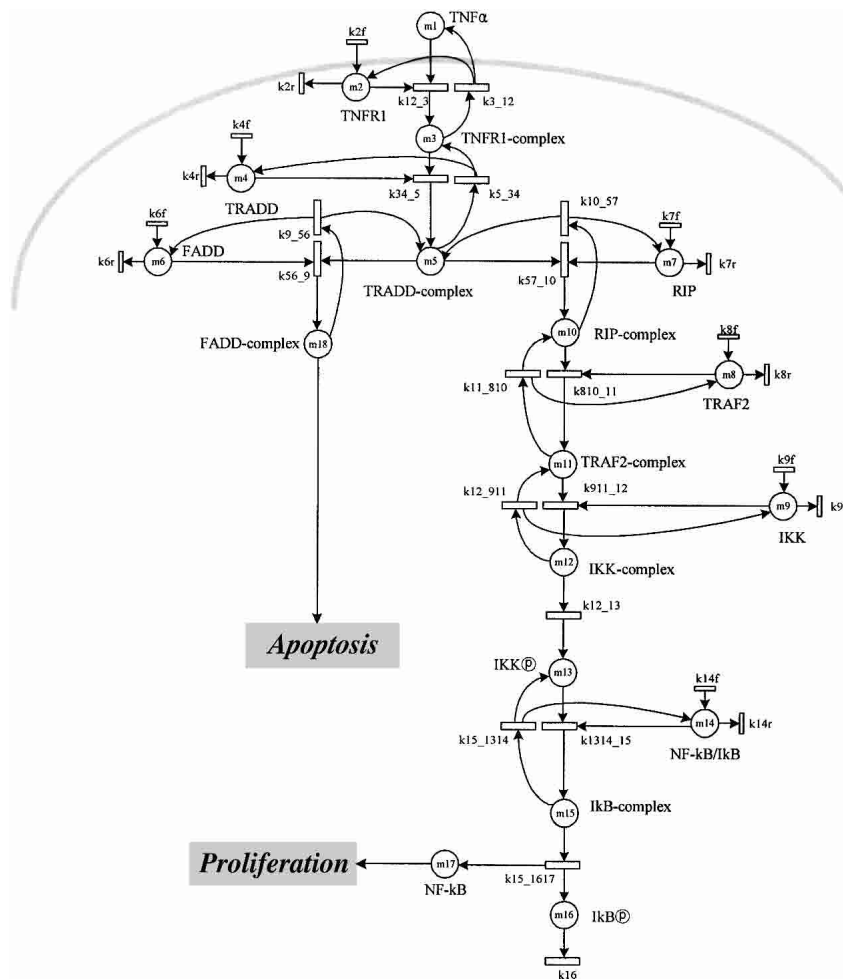 m1
TNFα
k2f
k2r
m2
TNFR1
k12_3
k3_12
m3
TNFR1-complex
k4f
k4r
m4
TRADD
k34_5
k5_34
k6f
k9_56
k10_57
k7f
k6r
m6
FADD
k56_9
m5
TRADD-complex
k57_10
m7
RIP
k7r
FADD-complex
m18
m10
RIP-complex
k8f
k11_810
k810_11
m8
k8r
TRAF2
m11
TRAF2-complex
k9f
k12_911
k911_12
m9
k9
IKK
m12
IKK-complex
k12_13
Apoptosis
IKKⓟ
m13
k14f
k15_1314
k1314_15
m14
k14r
NF-kB/IkB
m15
IkB-complex
Proliferation
m17
NF-kB
k15_1617
m16
IkBⓟ
k16